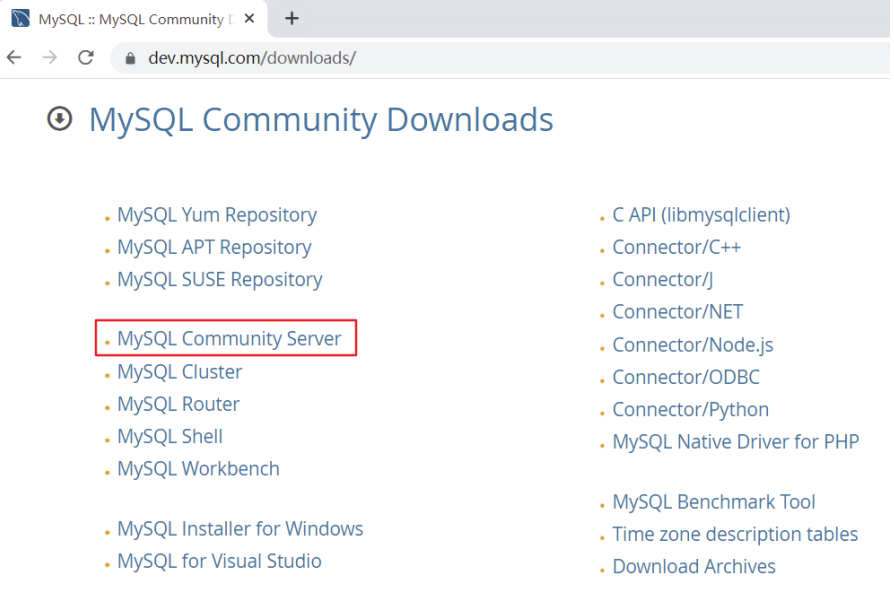 MySQL :: MySQL Community
dev.mysql.com/downloads/
MySQL Community Downloads
MySQL Yum Repository
MySQL APT Repository
MySQL SUSE Repository
MySQL Community Server
MySQL Cluster
MySQL Router
MySQL Shell
MySQL Workbench
MySQL Installer for Windows
MySQL for Visual Studio
C API (libmysqlclient)
Connector/C++
Connector/J
Connector/NET
Connector/Node.js
Connector/ODBC
Connector/Python
MySQL Native Driver for PHP
MySQL Benchmark Tool
Time zone description tables
Download Archives